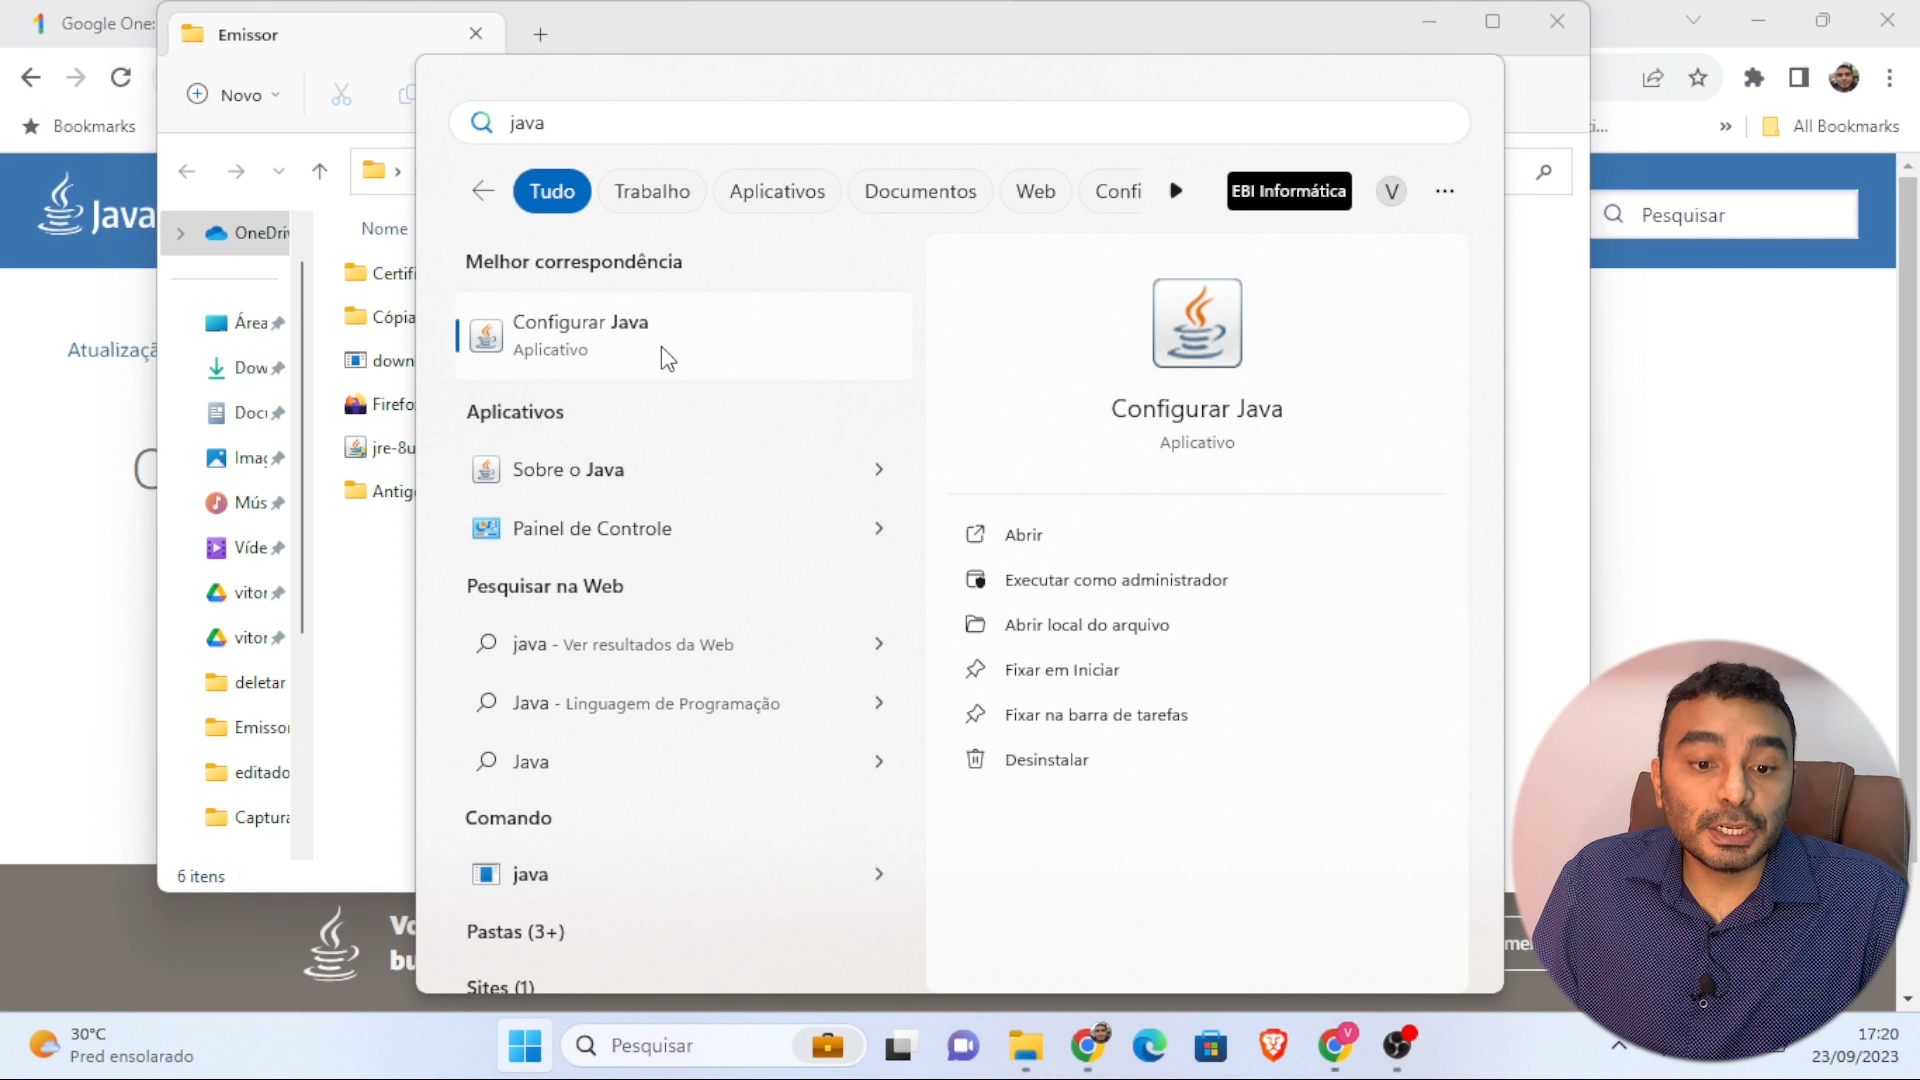 Google One:
Emissor
Novo
Bookmarks
All Bookmarks
java
Tudo
Trabalho
Aplicativos
Documentos
Web
Confi
EBI Informática
V
Java
Pesquisar
OneDri
Nome
Certifi
Cópia
down
Firefo
jre-8u
Antig
Área
Dow
Docu
Imag
Mús
Víde
vitor
vitor
deletar
Emissor
editado
Captura
6 itens
Atualizaçã
Melhor correspondência
Configurar Java
Aplicativo
Aplicativos
Sobre o Java
Painel de Controle
Pesquisar na Web
java - Ver resultados da Web
Java - Linguagem de Programação
Java
Comando
java
Pastas (3+)
Sites (1)
Configurar Java
Aplicativo
Abrir
Executar como administrador
Abrir local do arquivo
Fixar em Iniciar
Fixar na barra de tarefas
Desinstalar
30°C
Pred ensolarado
Pesquisar
V
17:20
23/09/2023